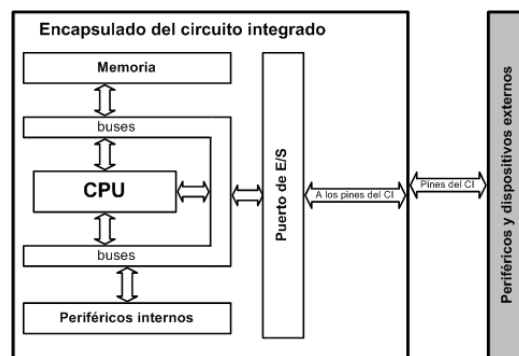 Encapsulado del circuito integrado
Memoria
buses
CPU
buses
Periféricos internos
Puerto de E/S
A los pines del CI
Pines del CI
Periféricos y dispositivos externos